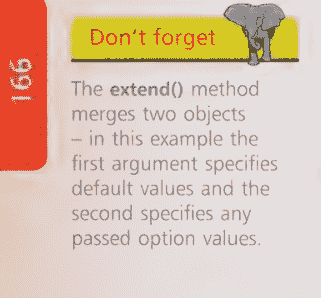 166
Don't forget
The extend() method
merges two objects
– in this example the
first argument specifies
default values and the
second specifies any
passed option values.